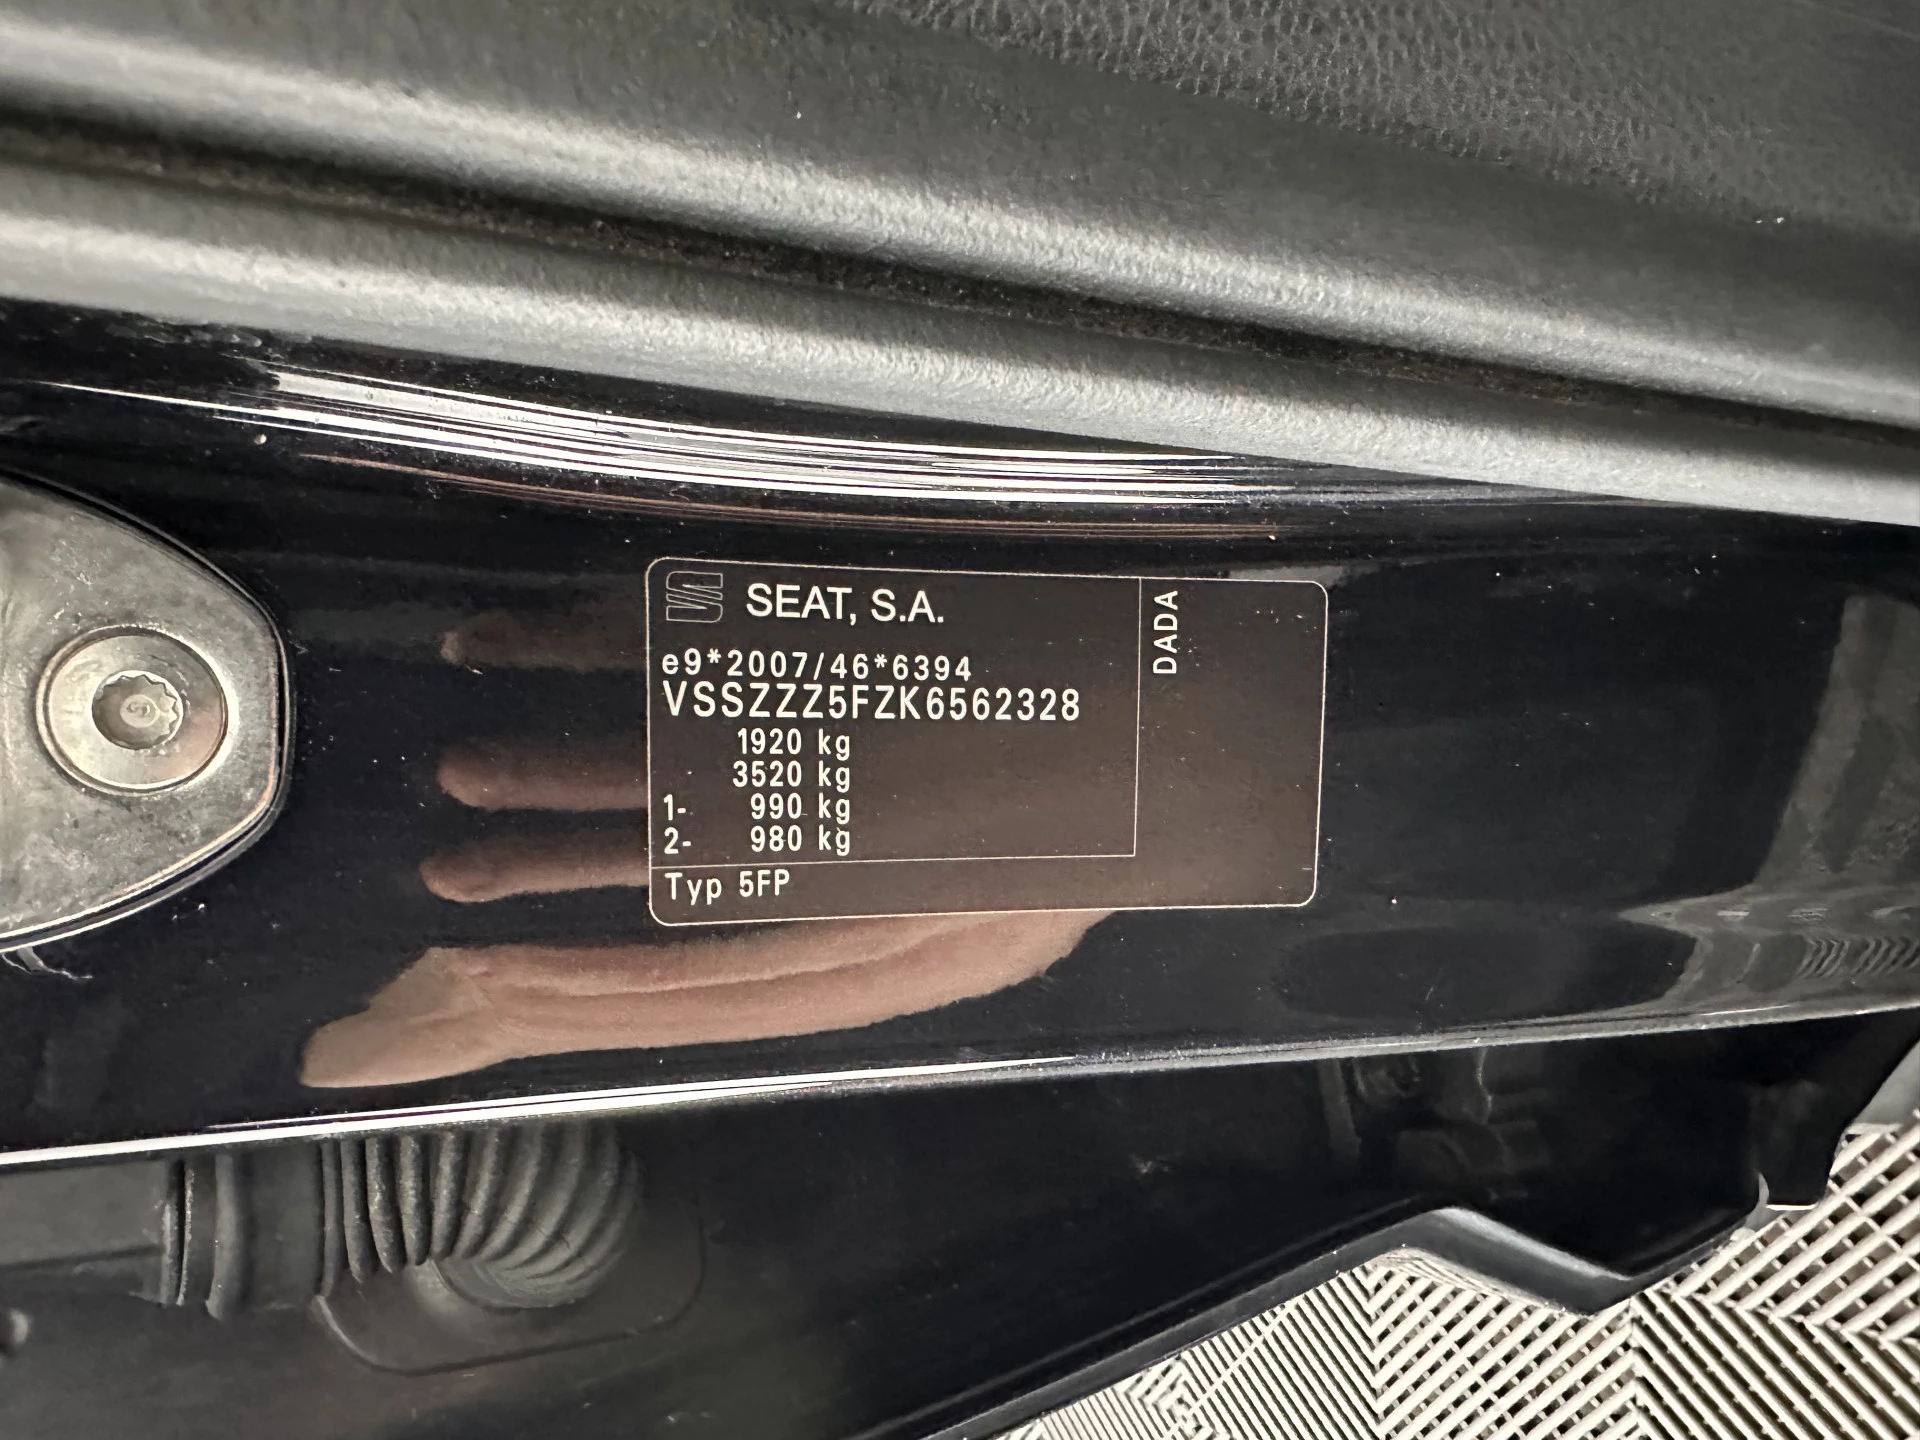 SEAT, S.A.
DADA
e9*2007/46*6394
VSSZZZ5FZK6562328
1920 kg
3520 kg
1- 990 kg
2- 980 kg
Typ 5FP